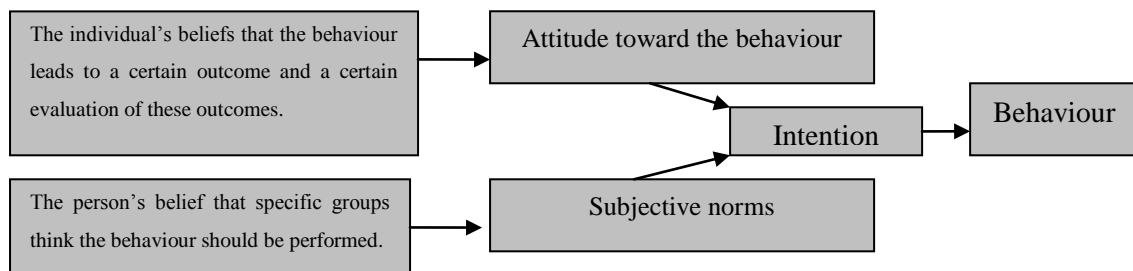 The individual’s beliefs that the behaviour
leads to a certain outcome and a certain
evaluation of these outcomes.
Attitude toward the behaviour
Intention
Behaviour
The person’s belief that specific groups
think the behaviour should be performed.
Subjective norms